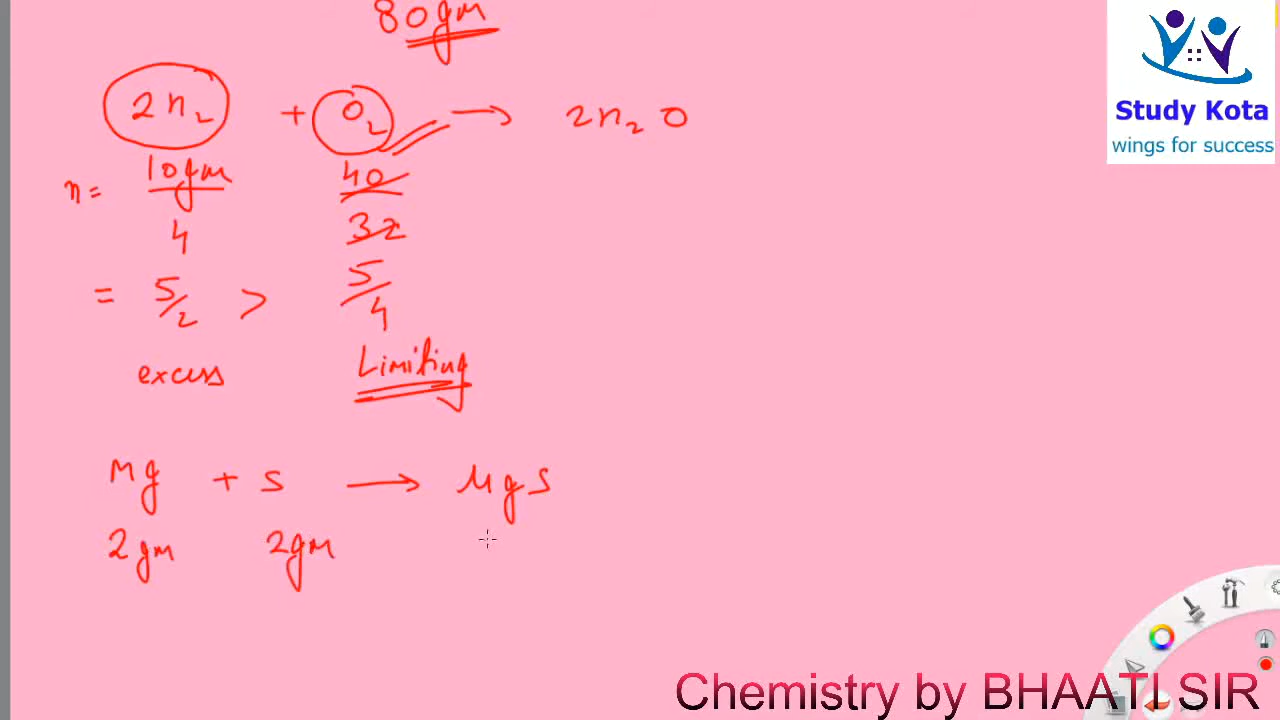 80gm
Study Kota
wings for success
2H₂ + O₂ → 2H₂O
n = 10gm 40
4 32
= 5/2 > 5/4
excess Limiting
Mg + S → MgS
2gm 2gm
Chemistry by BHAATI SIR